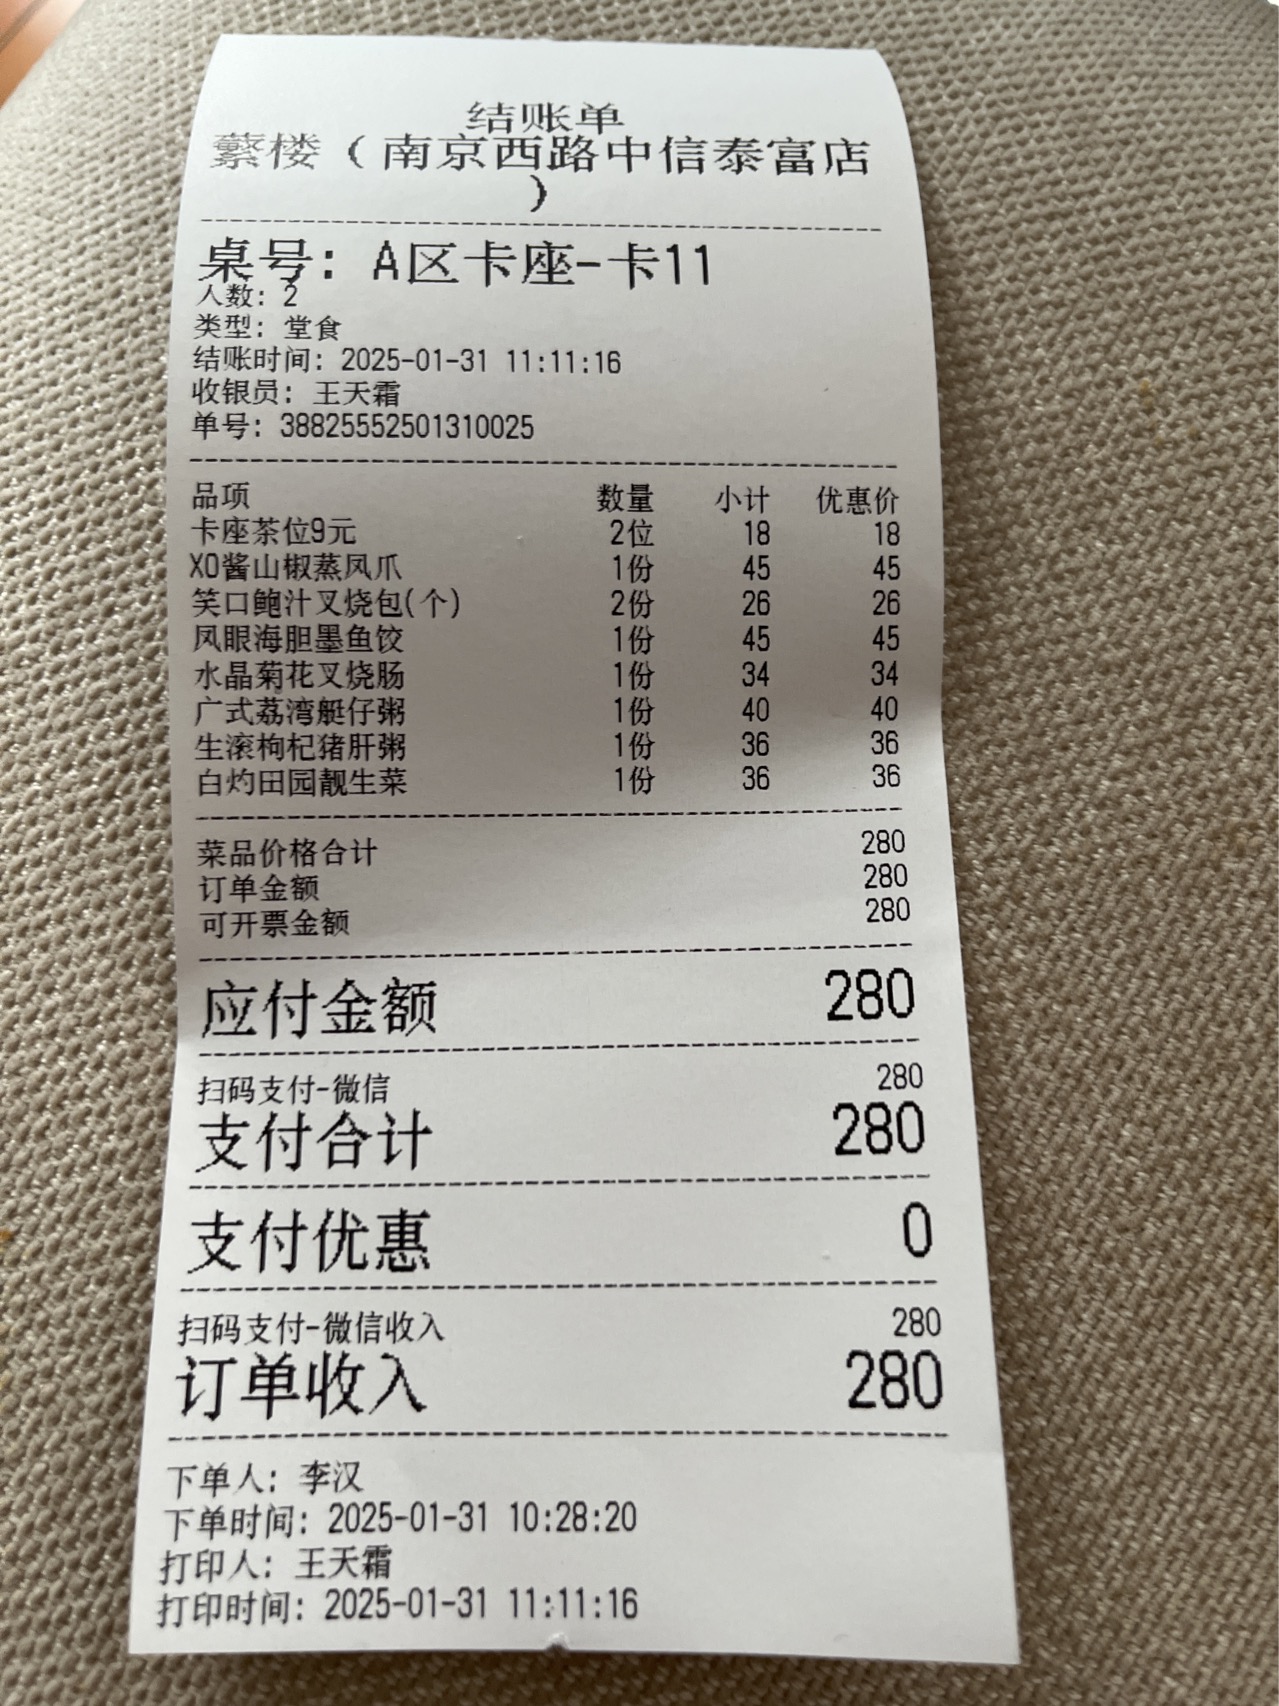 结账单
蘩楼（南京西路中信泰富店
）
桌号: A区卡座-卡11
人数: 2
类型: 堂食
结账时间: 2025-01-31 11:11:16
收银员: 王天霜
单号: 38825552501310025
品项 数量 小计 优惠价
卡座茶位9元 2位 18 18
XO酱山椒蒸凤爪 1份 45 45
笑口鲍汁叉烧包(个) 2份 26 26
凤眼海胆墨鱼饺 1份 45 45
水晶菊花叉烧肠 1份 34 34
广式荔湾艇仔粥 1份 40 40
生滚枸杞猪肝粥 1份 36 36
白灼田园靓生菜 1份 36 36
菜品价格合计 280
订单金额 280
可开票金额 280
应付金额 280
扫码支付-微信 280
支付合计 280
支付优惠 0
扫码支付-微信收入 280
订单收入 280
下单人: 李汉
下单时间: 2025-01-31 10:28:20
打印人: 王天霜
打印时间: 2025-01-31 11:11:16